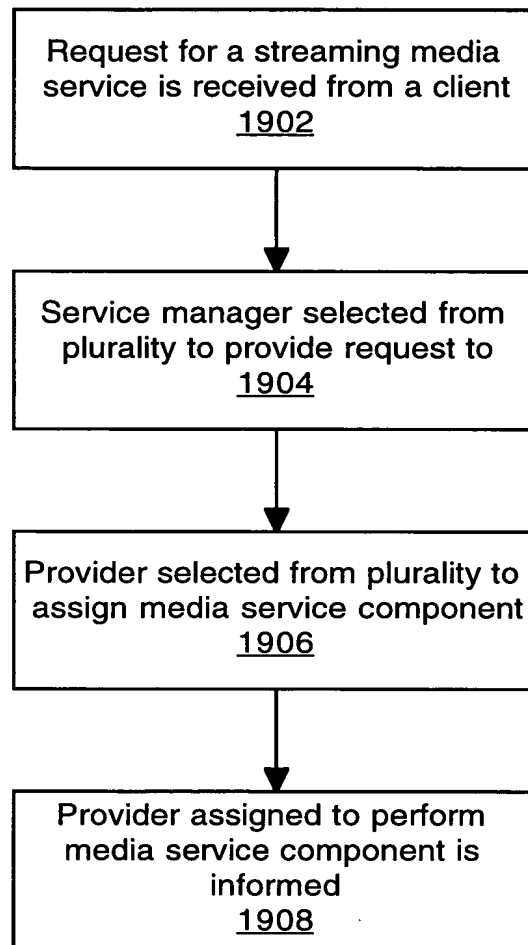 Request for a streaming media
service is received from a client
1902
Service manager selected from
plurality to provide request to
1904
Provider selected from plurality to
assign media service component
1906
Provider assigned to perform
media service component is
informed
1908